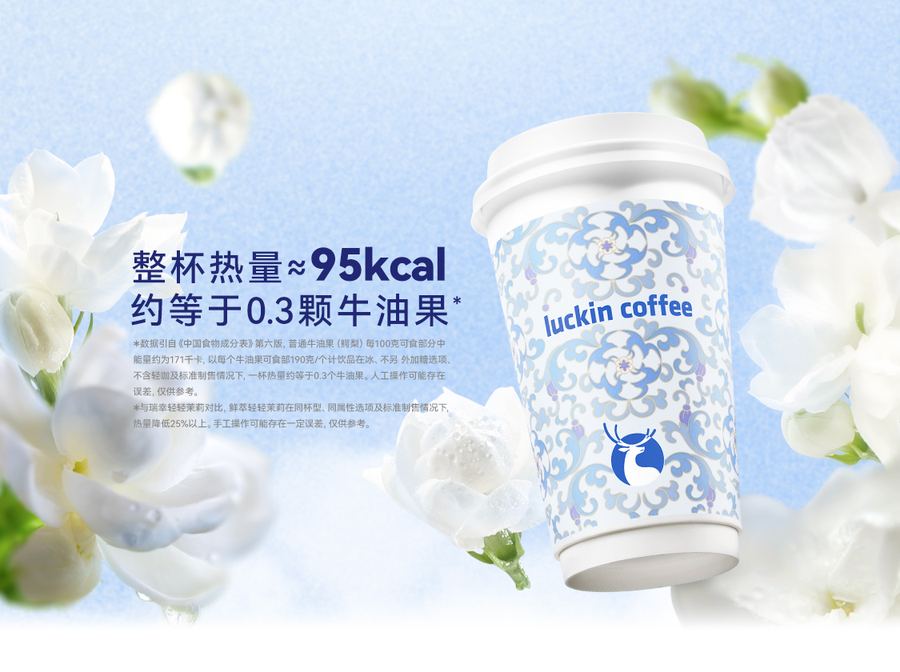 整杯热量≈95kcal
约等于0.3颗牛油果*
*数据引自《中国食物成分表》第六版, 普通牛油果（鳄梨）每100克可食部分中
能量约为171千卡, 以每个牛油果可食部190克/个计饮品在冰、不另 外加糖选项、
不含轻咖及标准制售情况下, 一杯热量约等于0.3个牛油果。人工操作可能存在
误差, 仅供参考。
*与瑞幸轻轻茉莉对比, 鲜萃轻轻茉莉在同杯型、同属性选项及标准制售情况下,
热量降低25%以上。手工操作可能存在一定误差, 仅供参考。
luckin coffee